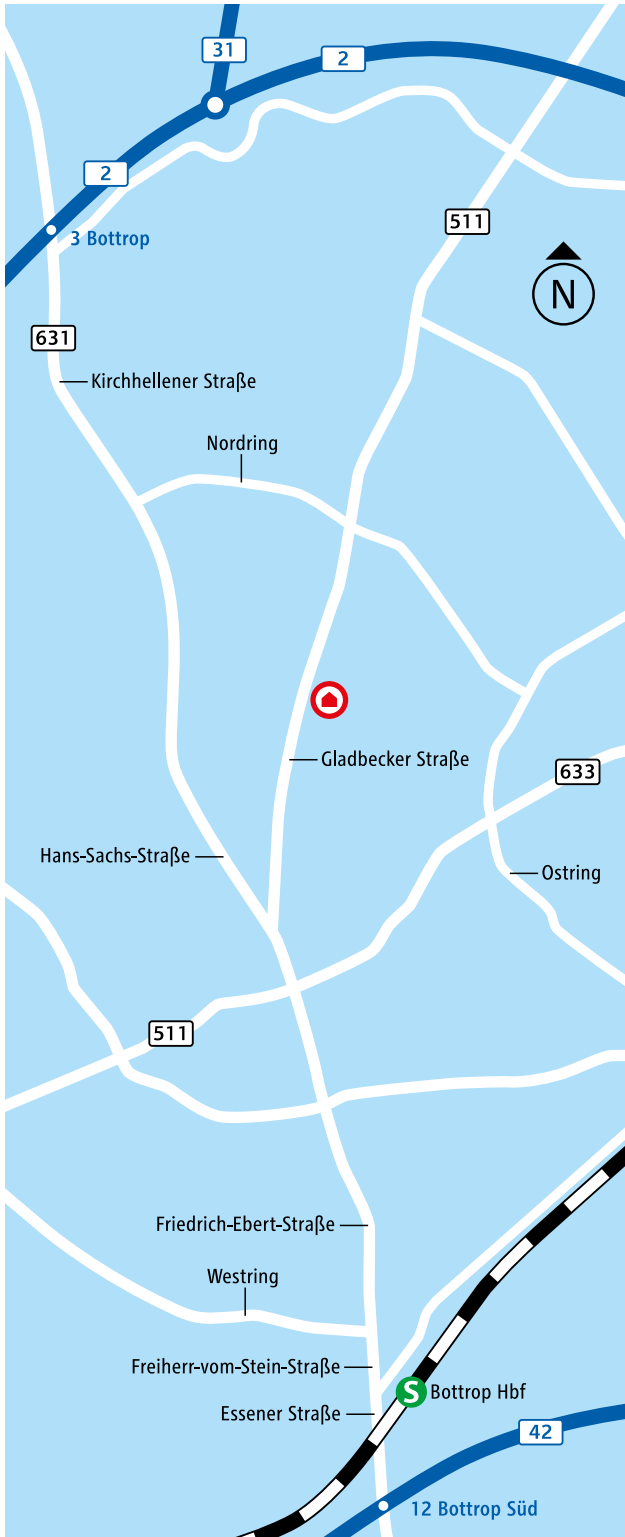 31
2
2
511
3 Bottrop
N
631
Kirchhellener Straße
Nordring
Gladbecker Straße
633
Hans-Sachs-Straße
Ostring
511
Friedrich-Ebert-Straße
Westring
Freiherr-vom-Stein-Straße
S Bottrop Hbf
Essener Straße
42
12 Bottrop Süd